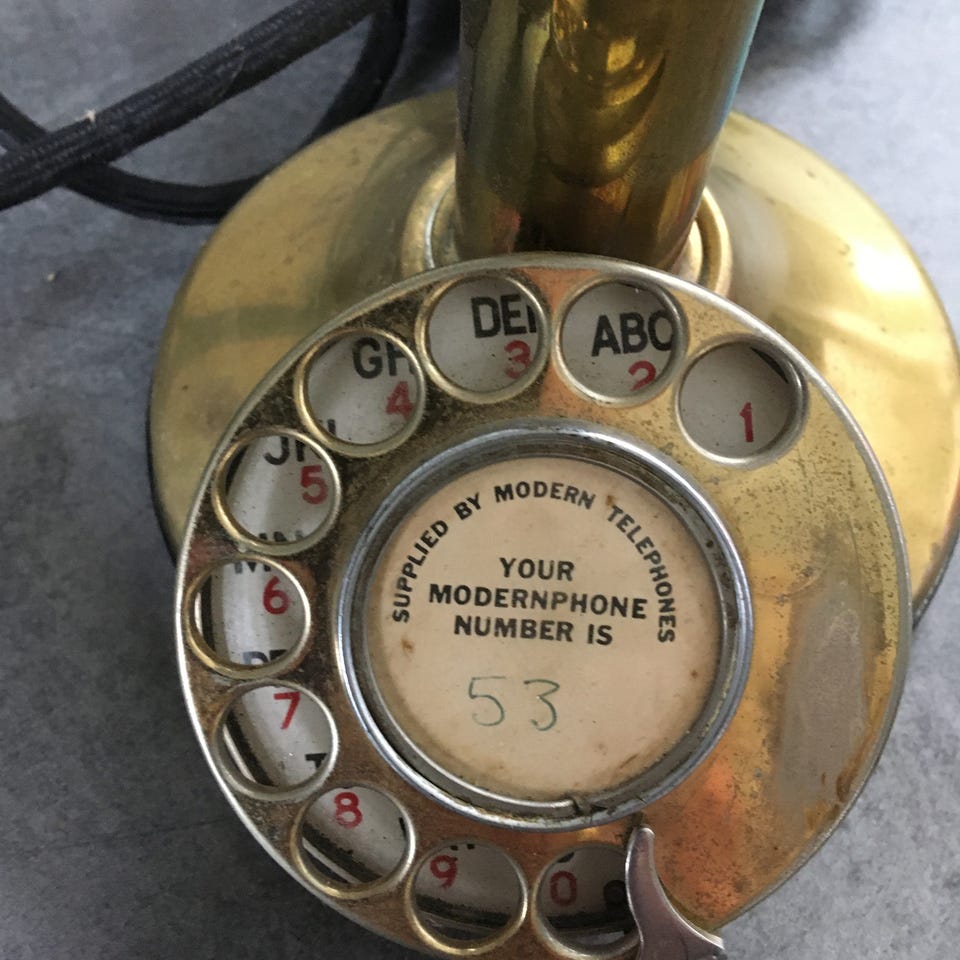 SUPPLIED BY MODERN TELEPHONES
YOUR
MODERNPHONE
NUMBER IS
53
1
ABC
2
DEF
3
GH
4
5
6
7
8
9
0